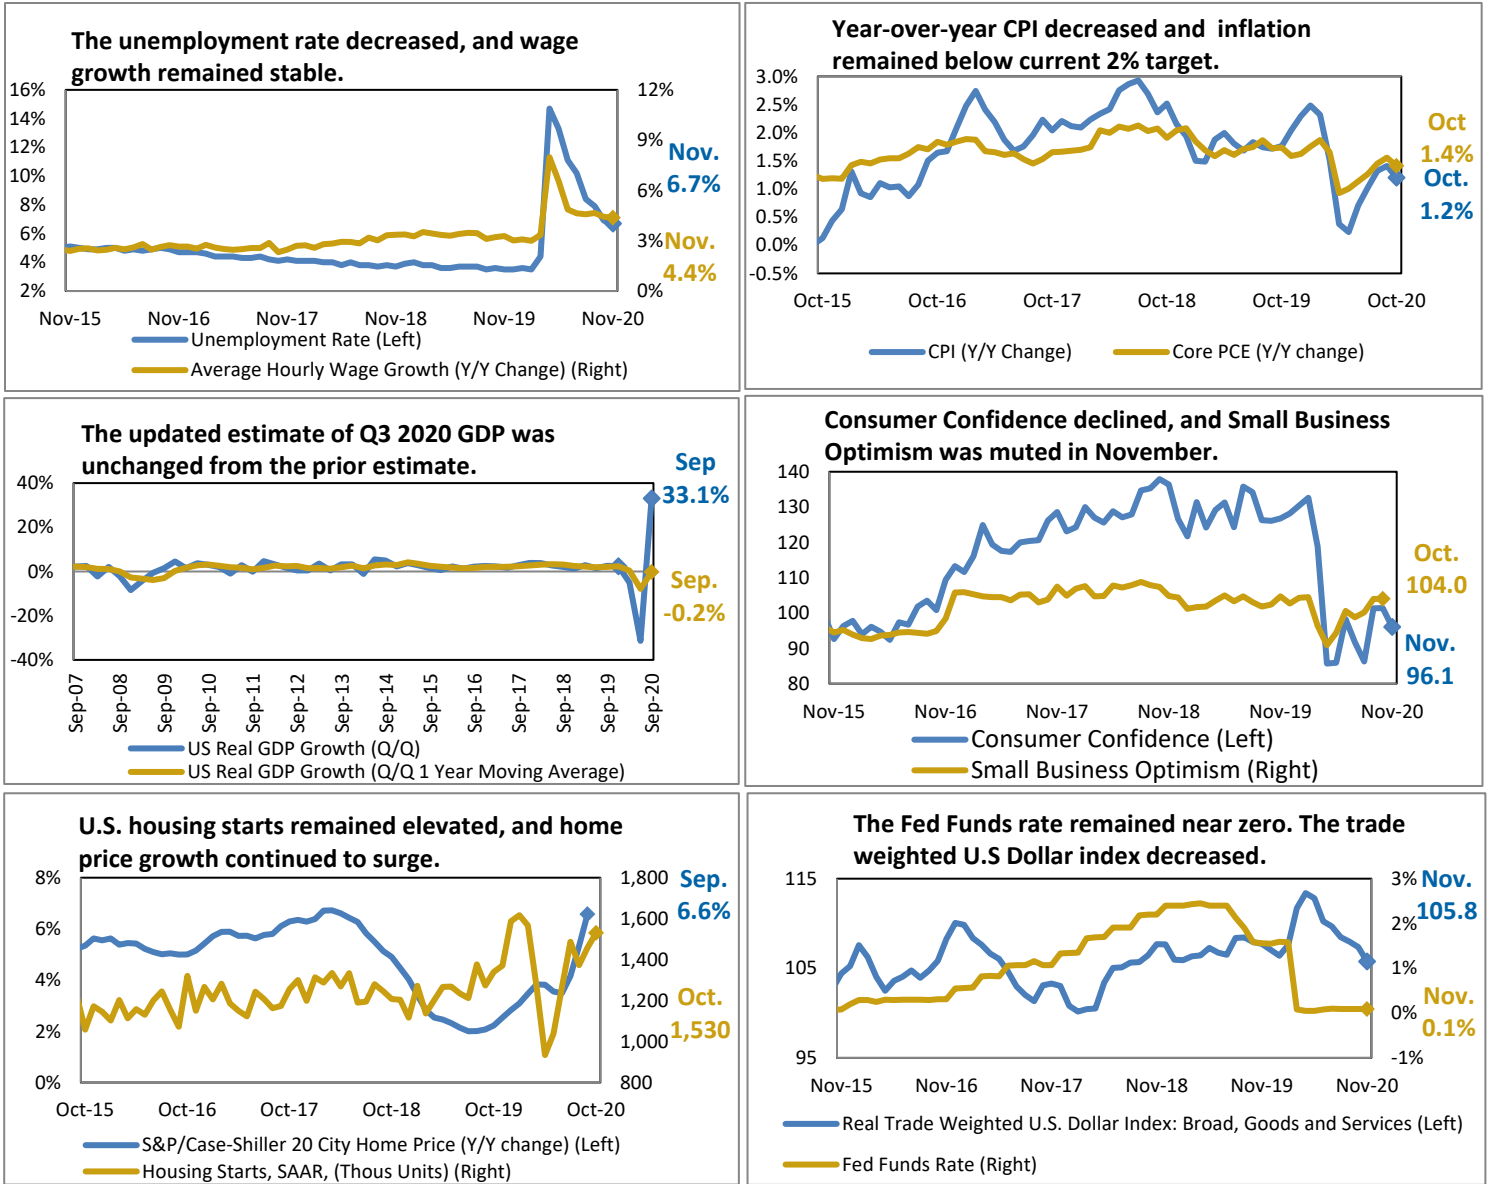 The unemployment rate decreased, and wage
growth remained stable.
16%
14%
12%
10%
8%
6%
4%
2%
12%
9%
6%
3%
0%
Nov.
6.7%
Nov.
4.4%
Nov-15 Nov-16 Nov-17 Nov-18 Nov-19 Nov-20
Unemployment Rate (Left)
Average Hourly Wage Growth (Y/Y Change) (Right)
Year-over-year CPI decreased and inflation
remained below current 2% target.
3.0%
2.5%
2.0%
1.5%
1.0%
0.5%
0.0%
-0.5%
Oct
1.4%
Oct.
1.2%
Oct-15 Oct-16 Oct-17 Oct-18 Oct-19 Oct-20
CPI (Y/Y Change) Core PCE (Y/Y change)
The updated estimate of Q3 2020 GDP was
unchanged from the prior estimate.
40%
20%
0%
-20%
-40%
Sep
33.1%
Sep.
-0.2%
Sep-07 Sep-08 Sep-09 Sep-10 Sep-11 Sep-12 Sep-13 Sep-14 Sep-15 Sep-16 Sep-17 Sep-18 Sep-19 Sep-20
US Real GDP Growth (Q/Q)
US Real GDP Growth (Q/Q 1 Year Moving Average)
Consumer Confidence declined, and Small Business
Optimism was muted in November.
140
130
120
110
100
90
80
Oct.
104.0
Nov.
96.1
Nov-15 Nov-16 Nov-17 Nov-18 Nov-19 Nov-20
Consumer Confidence (Left)
Small Business Optimism (Right)
U.S. housing starts remained elevated, and home
price growth continued to surge.
8%
6%
4%
2%
0%
1,800
1,600
1,400
1,200
1,000
800
Sep.
6.6%
Oct.
1,530
Oct-15 Oct-16 Oct-17 Oct-18 Oct-19 Oct-20
S&P/Case-Shiller 20 City Home Price (Y/Y change) (Left)
Housing Starts, SAAR, (Thous Units) (Right)
The Fed Funds rate remained near zero. The trade
weighted U.S Dollar index decreased.
115
105
95
3%
2%
1%
0%
-1%
Nov.
105.8
Nov.
0.1%
Nov-15 Nov-16 Nov-17 Nov-18 Nov-19 Nov-20
Real Trade Weighted U.S. Dollar Index: Broad, Goods and Services (Left)
Fed Funds Rate (Right)